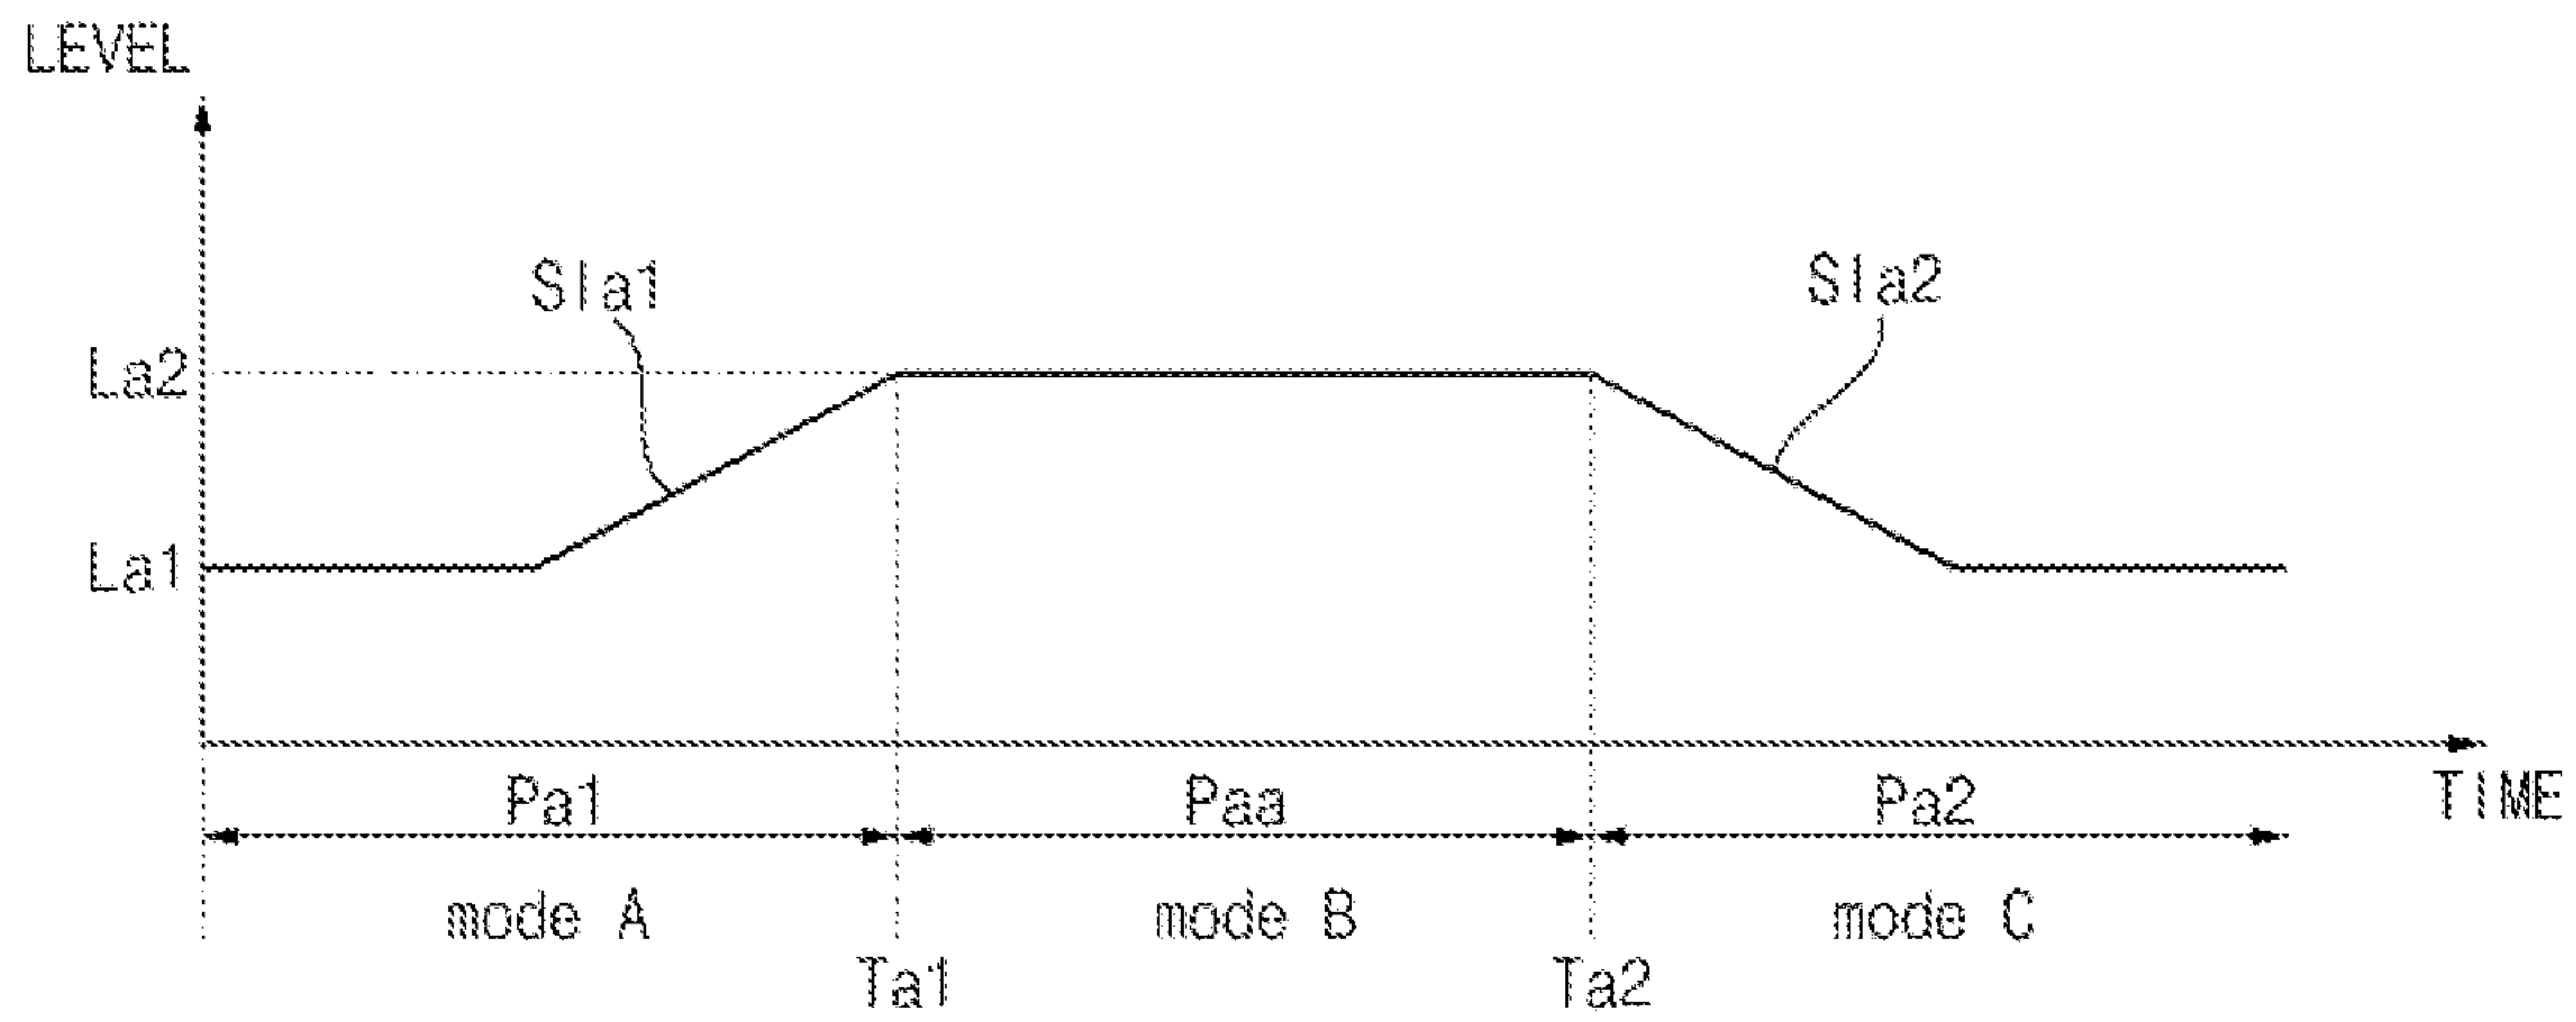 LEVEL
Sla1
Sla2
La2
La1
Pa1
Paa
Pa2
TIME
mode A
mode B
mode C
Ta1
Ta2